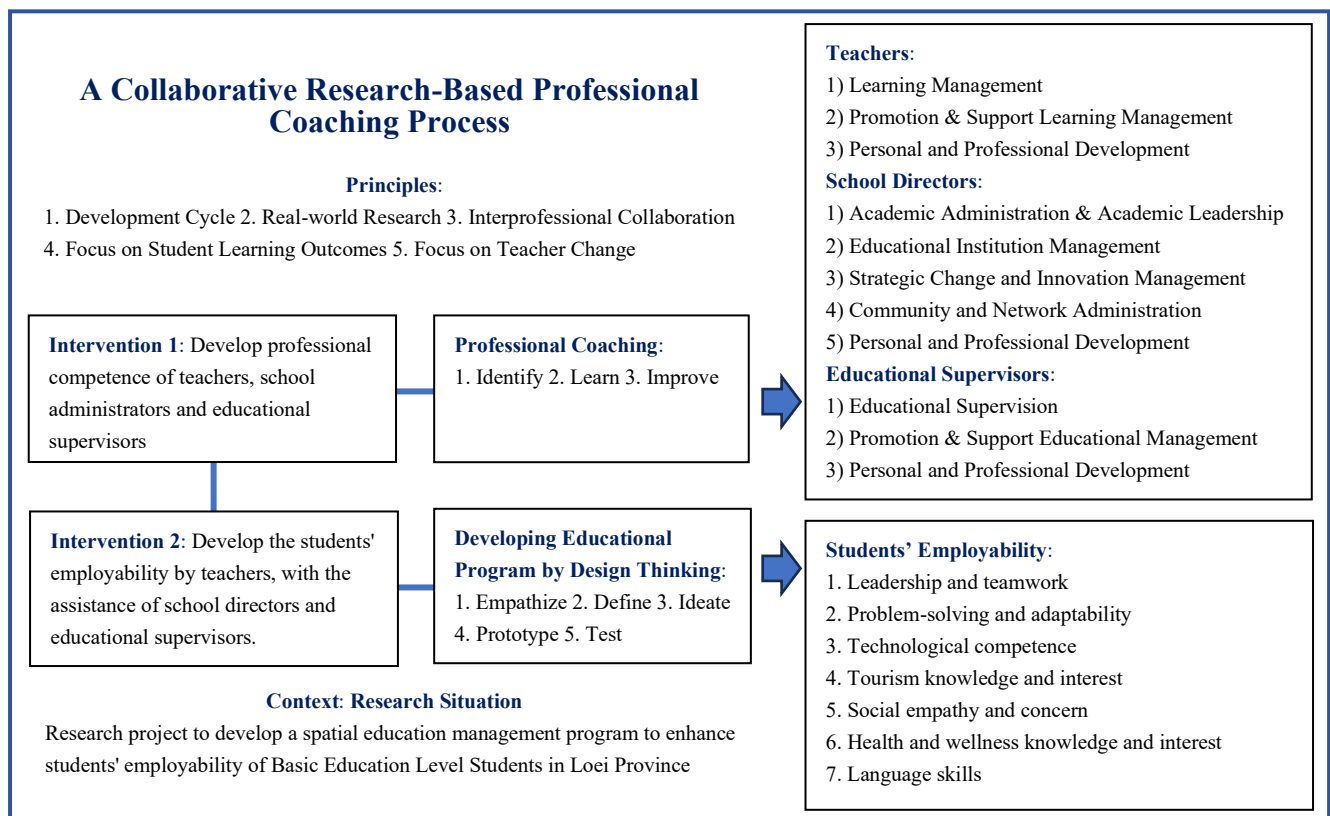 A Collaborative Research-Based Professional
Coaching Process
Principles:
1. Development Cycle 2. Real-world Research 3. Interprofessional Collaboration
4. Focus on Student Learning Outcomes 5. Focus on Teacher Change
Intervention 1: Develop professional
competence of teachers, school
administrators and educational
supervisors
Professional Coaching:
1. Identify 2. Learn 3. Improve
Teachers:
1) Learning Management
2) Promotion & Support Learning Management
3) Personal and Professional Development
School Directors:
1) Academic Administration & Academic Leadership
2) Educational Institution Management
3) Strategic Change and Innovation Management
4) Community and Network Administration
5) Personal and Professional Development
Educational Supervisors:
1) Educational Supervision
2) Promotion & Support Educational Management
3) Personal and Professional Development
Intervention 2: Develop the students'
employability by teachers, with the
assistance of school directors and
educational supervisors.
Developing Educational
Program by Design Thinking:
1. Empathize 2. Define 3. Ideate
4. Prototype 5. Test
Students’ Employability:
1. Leadership and teamwork
2. Problem-solving and adaptability
3. Technological competence
4. Tourism knowledge and interest
5. Social empathy and concern
6. Health and wellness knowledge and interest
7. Language skills
Context: Research Situation
Research project to develop a spatial education management program to enhance
students' employability of Basic Education Level Students in Loei Province